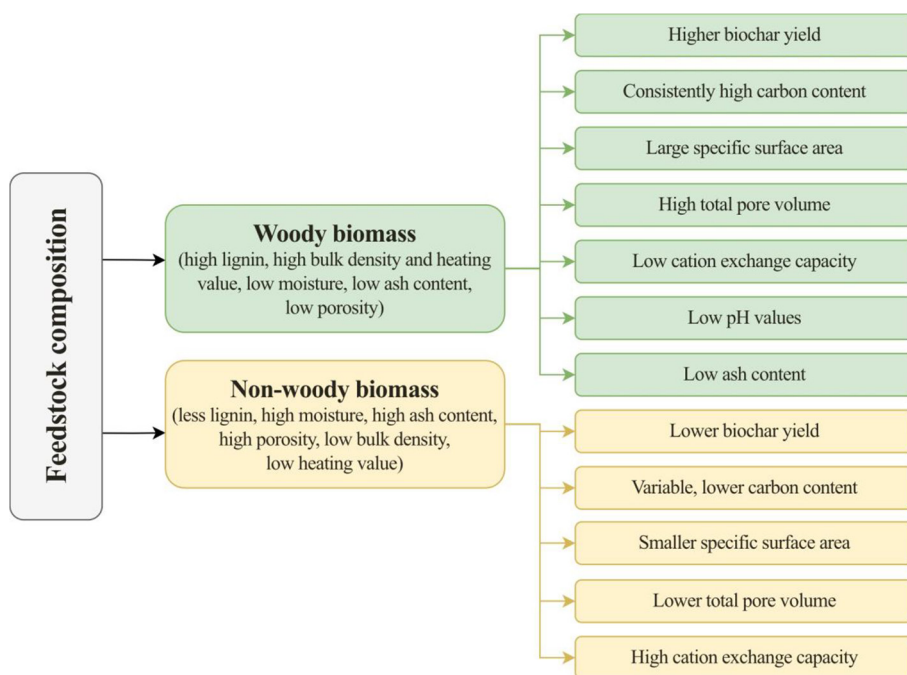 Feedstock composition
Woody biomass
(high lignin, high bulk density and heating
value, low moisture, low ash content,
low porosity)
Higher biochar yield
Consistently high carbon content
Large specific surface area
High total pore volume
Low cation exchange capacity
Low pH values
Low ash content
Non-woody biomass
(less lignin, high moisture, high ash content,
high porosity, low bulk density,
low heating value)
Lower biochar yield
Variable, lower carbon content
Smaller specific surface area
Lower total pore volume
High cation exchange capacity